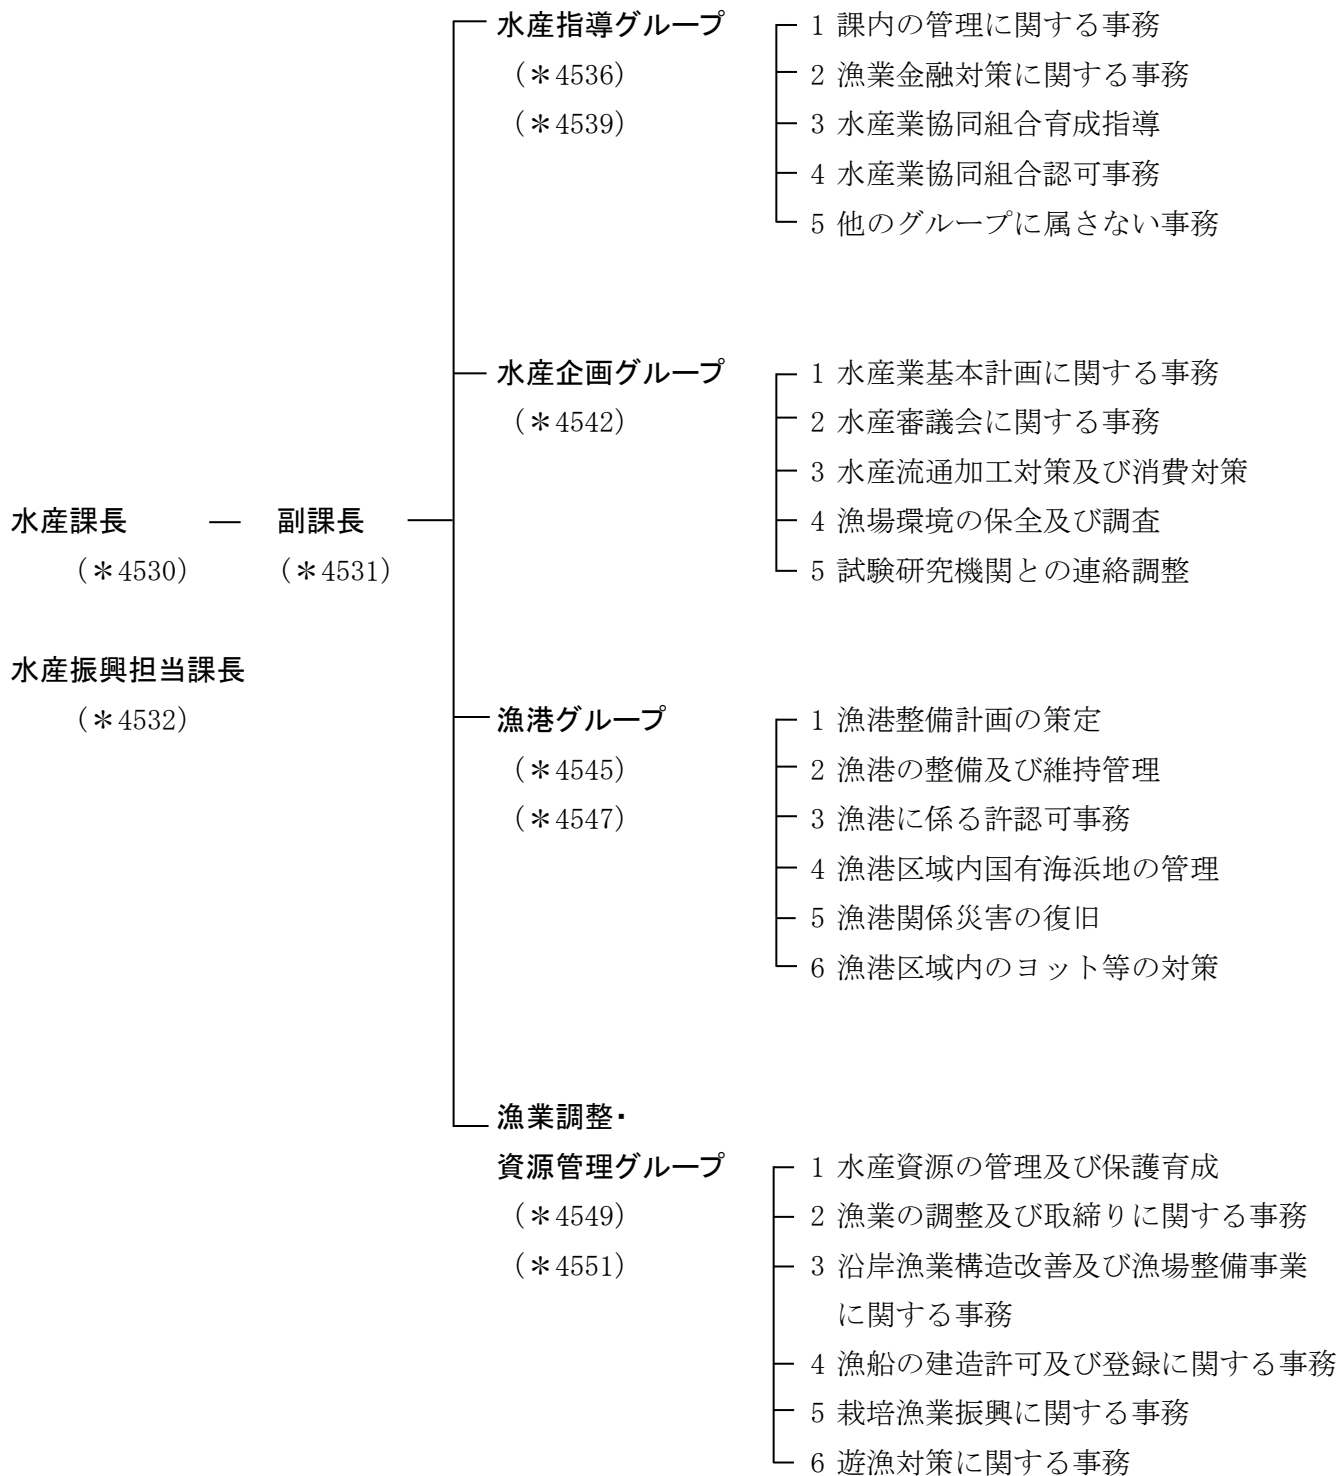 水産課長 ― 副課長
(＊4530) (＊4531)
水産振興担当課長
(＊4532)
水産指導グループ
(＊4536)
(＊4539)
1 課内の管理に関する事務
2 漁業金融対策に関する事務
3 水産業協同組合育成指導
4 水産業協同組合認可事務
5 他のグループに属さない事務
水産企画グループ
(＊4542)
1 水産業基本計画に関する事務
2 水産審議会に関する事務
3 水産流通加工対策及び消費対策
4 漁場環境の保全及び調査
5 試験研究機関との連絡調整
漁港グループ
(＊4545)
(＊4547)
1 漁港整備計画の策定
2 漁港の整備及び維持管理
3 漁港に係る許認可事務
4 漁港区域内国有海浜地の管理
5 漁港関係災害の復旧
6 漁港区域内のヨット等の対策
漁業調整・
資源管理グループ
(＊4549)
(＊4551)
1 水産資源の管理及び保護育成
2 漁業の調整及び取締りに関する事務
3 沿岸漁業構造改善及び漁場整備事業
に関する事務
4 漁船の建造許可及び登録に関する事務
5 栽培漁業振興に関する事務
6 遊漁対策に関する事務